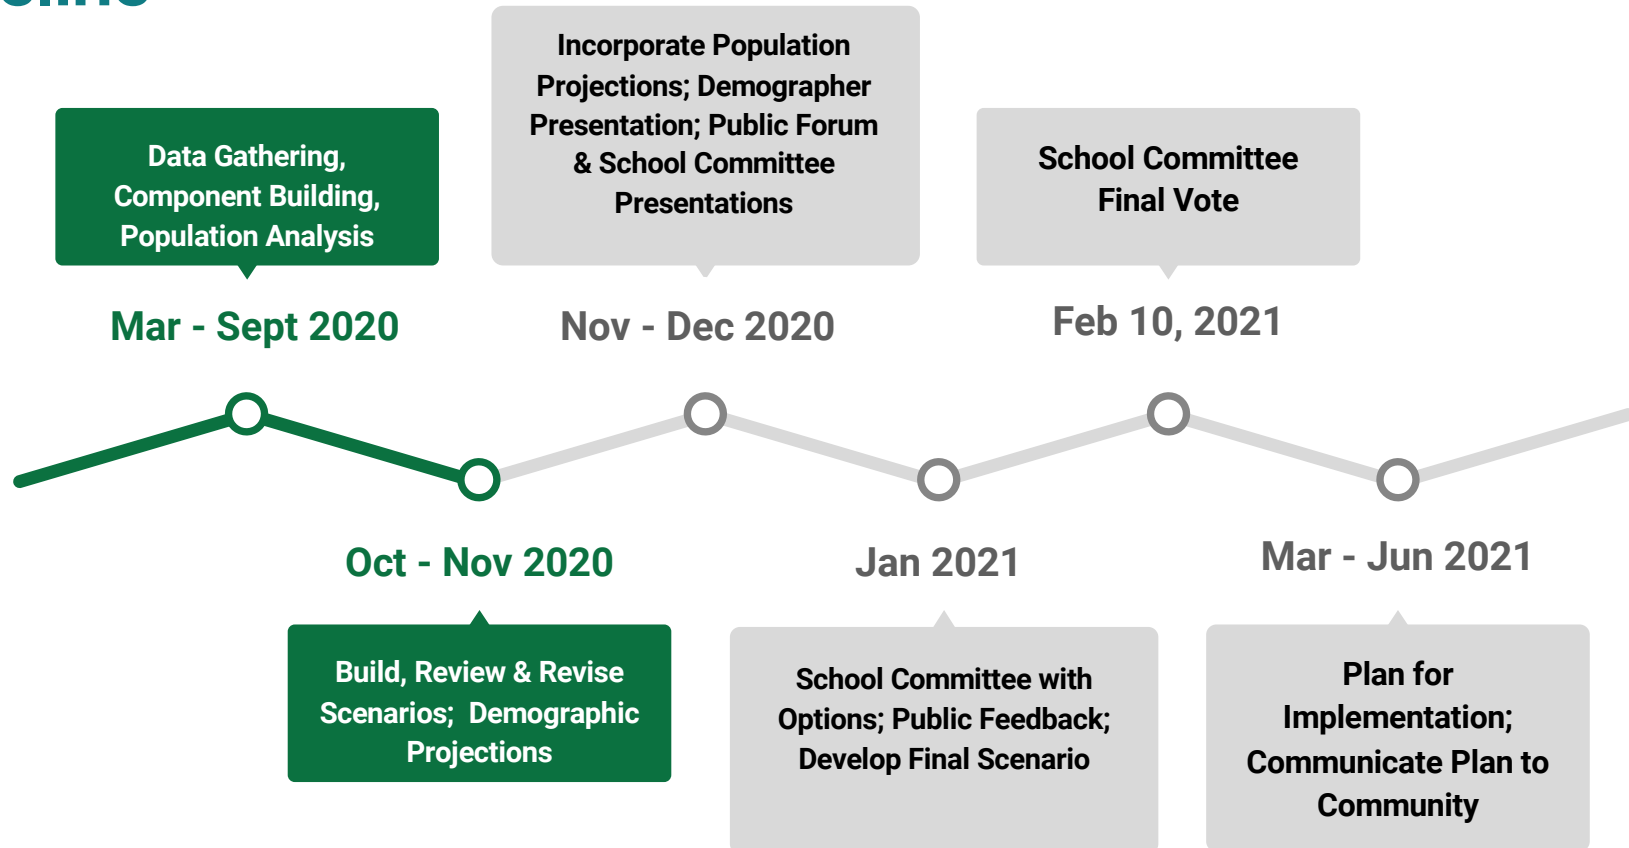 Data Gathering,
Component Building,
Population Analysis
Mar - Sept 2020
Oct - Nov 2020
Build, Review & Revise
Scenarios; Demographic
Projections
Incorporate Population
Projections; Demographer
Presentation; Public Forum
& School Committee
Presentations
Nov - Dec 2020
Jan 2021
School Committee with
Options; Public Feedback;
Develop Final Scenario
School Committee
Final Vote
Feb 10, 2021
Mar - Jun 2021
Plan for
Implementation;
Communicate Plan to
Community